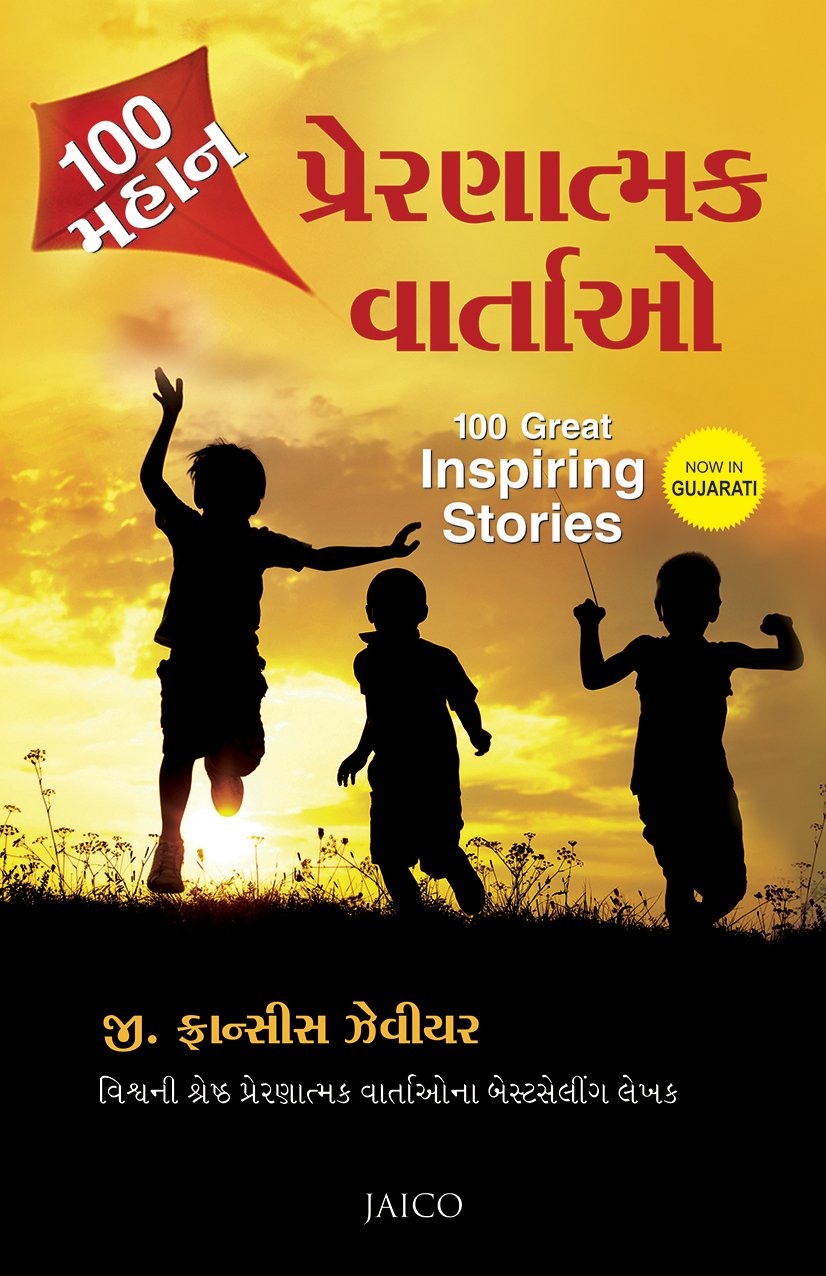 100
મહાન
પ્રેરણાત્મક
વાર્તાઓ
100 Great
Inspiring
Stories
NOW IN
GUJARATI
જી. ફ્રાન્સીસ ઝેવીયર
વિશ્વની શ્રેષ્ઠ પ્રેરણાત્મક વાર્તાઓના બેસ્ટસેલીંગ લેખક
JAICO